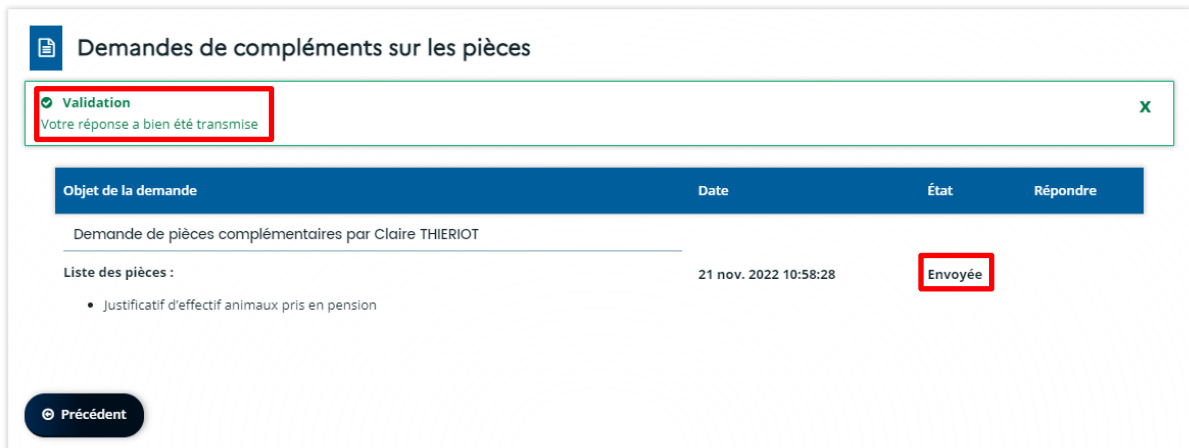 Demandes de compléments sur les pièces
Validation
X
Votre réponse a bien été transmise
Objet de la demande Date État Répondre
Demande de pièces complémentaires par Claire THIERIOT
Liste des pièces :
21 nov. 2022 10:58:28 Envoyée
• Justificatif d'effectif animaux pris en pension
Précédent